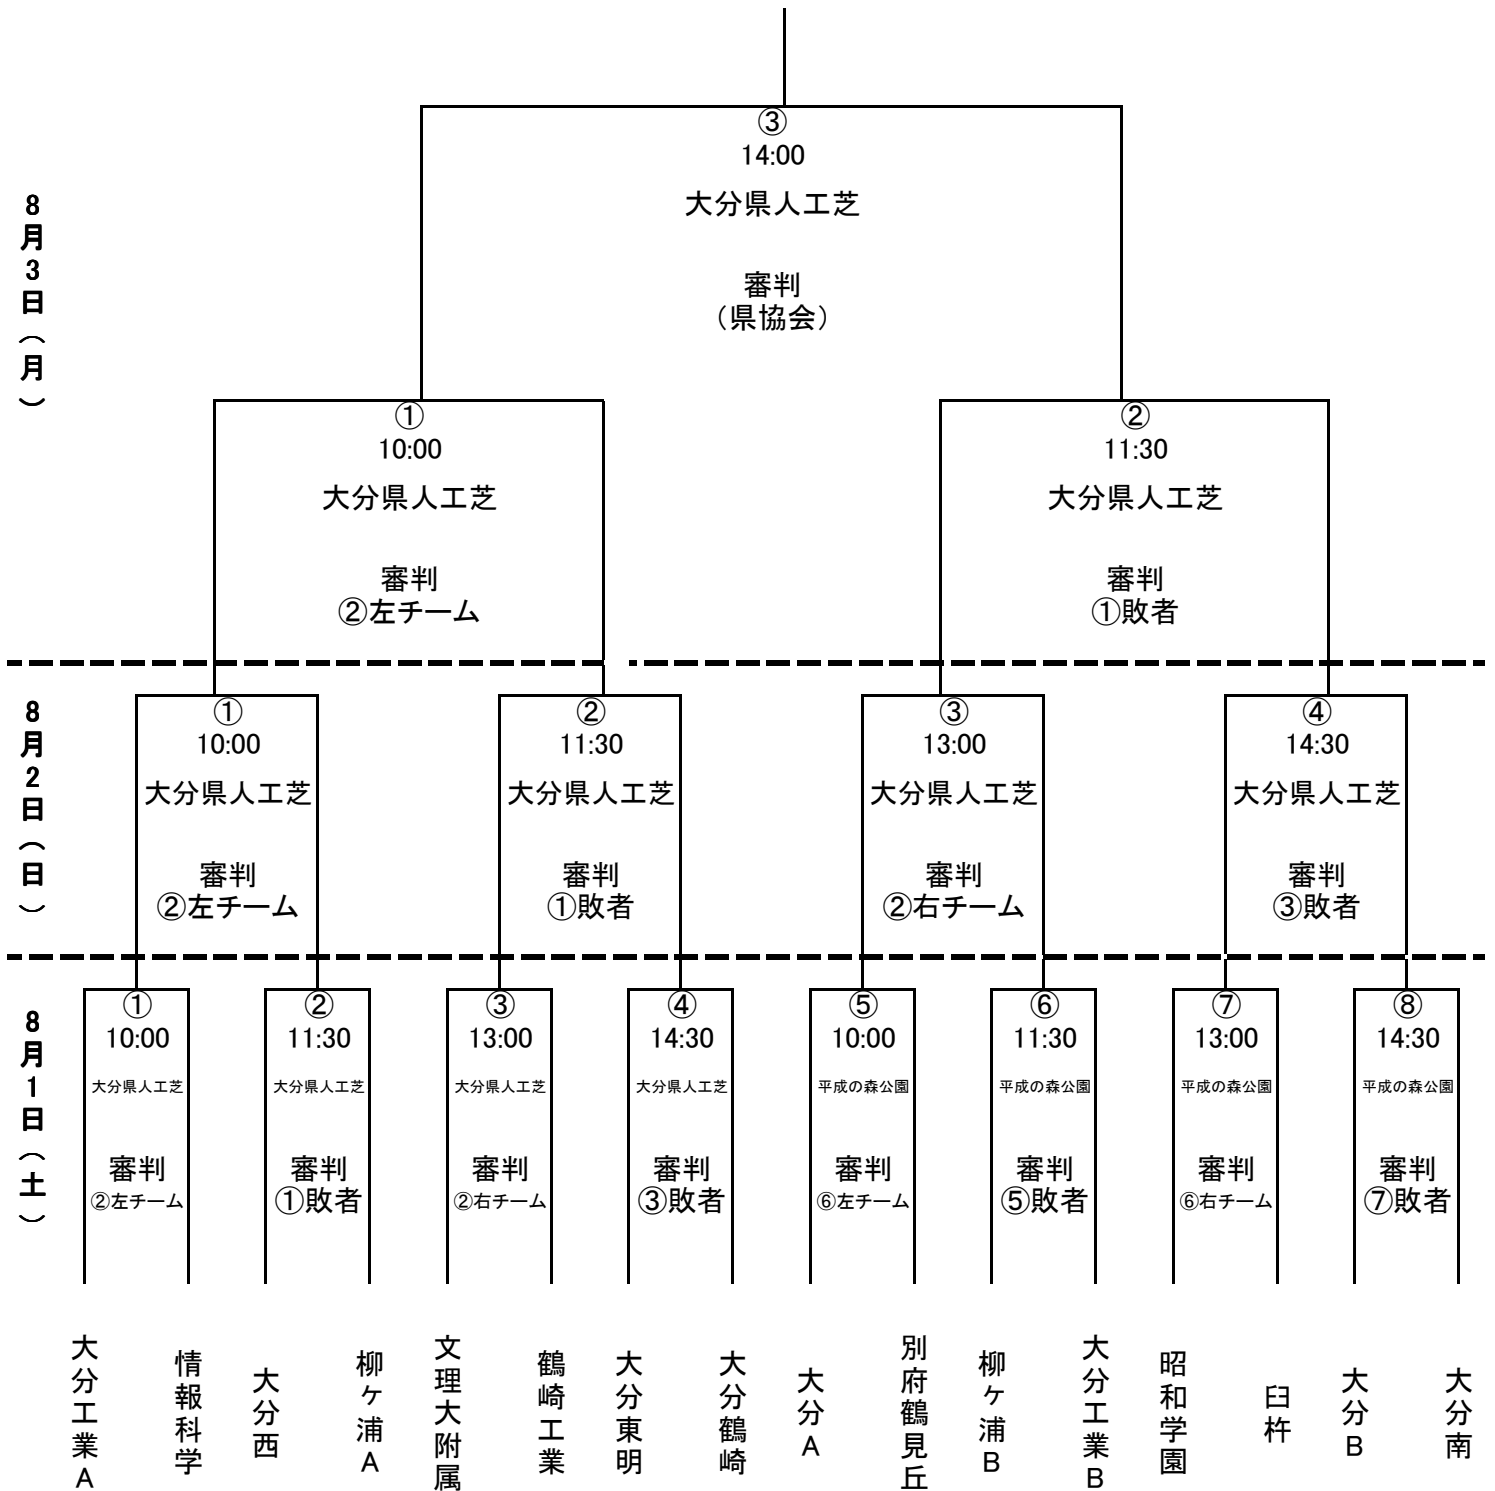 8月3日（月）
③
14:00
大分県人工芝
審判
（県協会）
①
10:00
大分県人工芝
審判
②左チーム
②
11:30
大分県人工芝
審判
①敗者
8月2日（日）
①
10:00
大分県人工芝
審判
②左チーム
②
11:30
大分県人工芝
審判
①敗者
③
13:00
大分県人工芝
審判
②右チーム
④
14:30
大分県人工芝
審判
③敗者
8月1日（土）
①
10:00
大分県人工芝
審判
②左チーム
②
11:30
大分県人工芝
審判
①敗者
③
13:00
大分県人工芝
審判
②右チーム
④
14:30
大分県人工芝
審判
③敗者
⑤
10:00
平成の森公園
審判
⑥左チーム
⑥
11:30
平成の森公園
審判
⑤敗者
⑦
13:00
平成の森公園
審判
⑥右チーム
⑧
14:30
平成の森公園
審判
⑦敗者
大分工業A
情報科学
大分西
柳ヶ浦A
文理大附属
鶴崎工業
大分東明
大分鶴崎
大分A
別府鶴見丘
柳ヶ浦B
大分工業B
昭和学園
臼杵
大分B
大分南